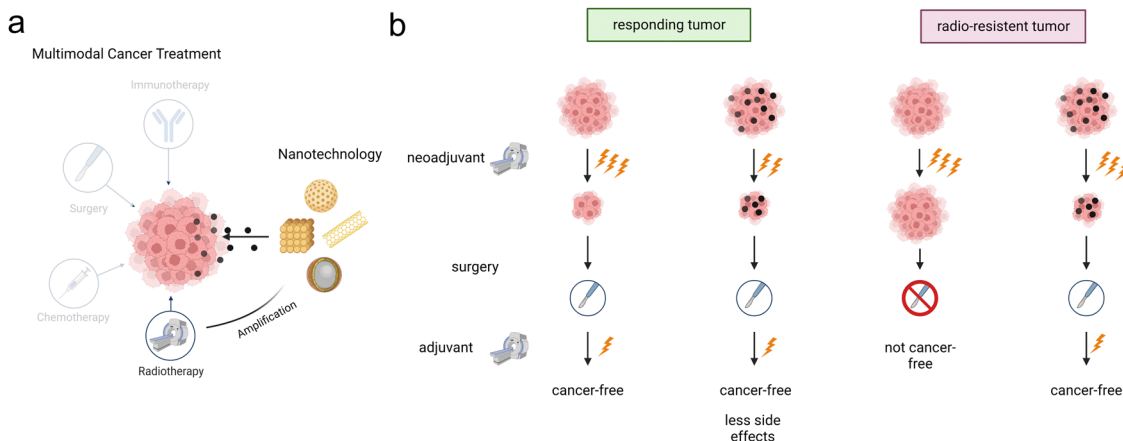 a
Multimodal Cancer Treatment
Immunotherapy
Surgery
Nanotechnology
Chemotherapy
Amplification
Radiotherapy
b
responding tumor
radio-resistent tumor
neoadjuvant
surgery
adjuvant
cancer-free
cancer-free
less side
effects
not cancer-
free
cancer-free